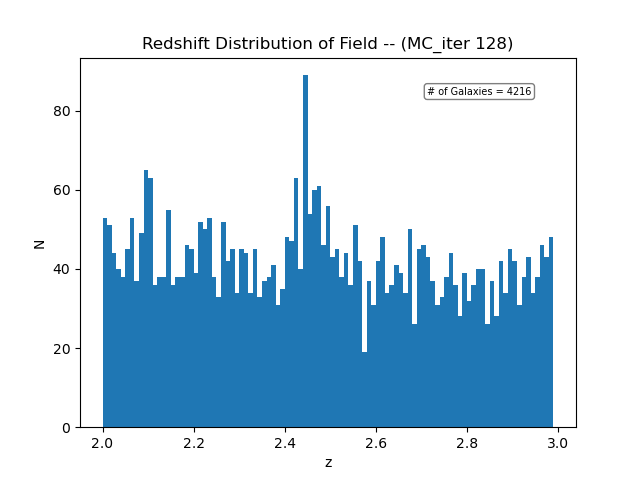 Redshift Distribution of Field -- (MC_iter 128)
# of Galaxies = 4216
80
60
40
20
0
N
2.0 2.2 2.4 2.6 2.8 3.0
z